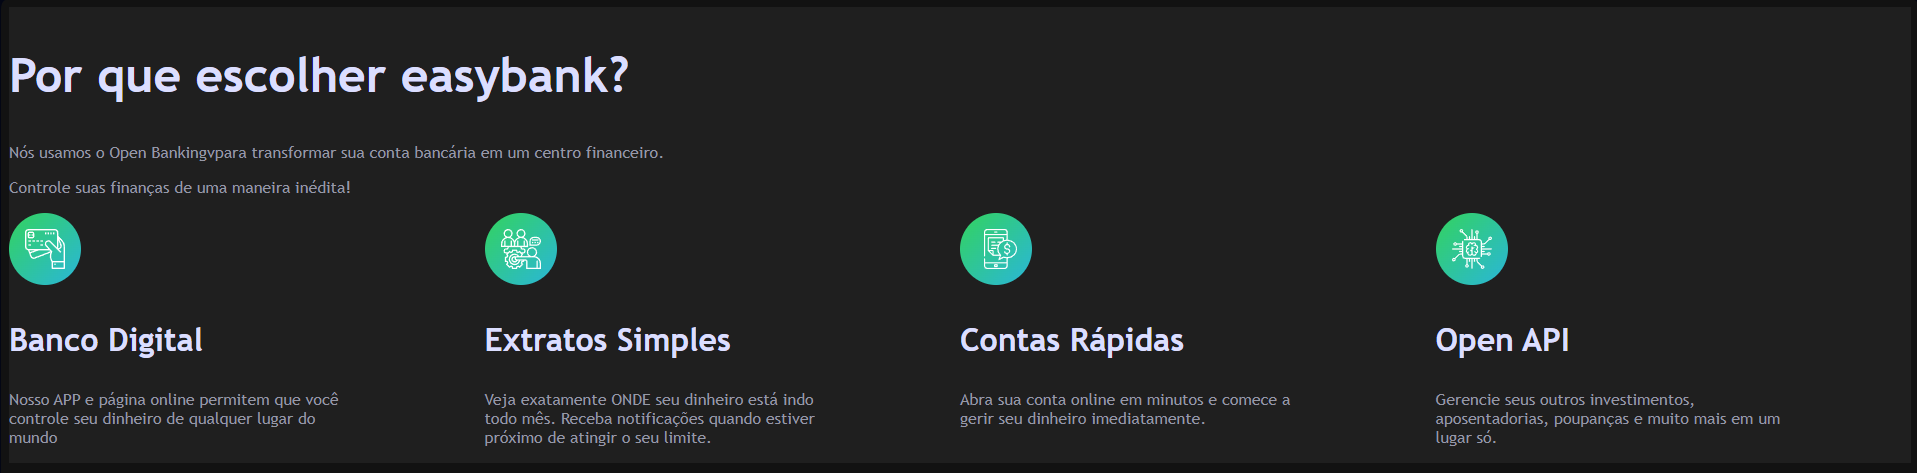 Por que escolher easybank?
Nós usamos o Open Bankingvpara transformar sua conta bancária em um centro financeiro.
Controle suas finanças de uma maneira inédita!
Banco Digital
Nosso APP e página online permitem que você
controle seu dinheiro de qualquer lugar do
mundo
Extratos Simples
Veja exatamente ONDE seu dinheiro está indo
todo mês. Receba notificações quando estiver
próximo de atingir o seu limite.
Contas Rápidas
Abra sua conta online em minutos e comece a
gerir seu dinheiro imediatamente.
Open API
Gerencie seus outros investimentos,
aposentadorias, poupanças e muito mais em um
lugar só.